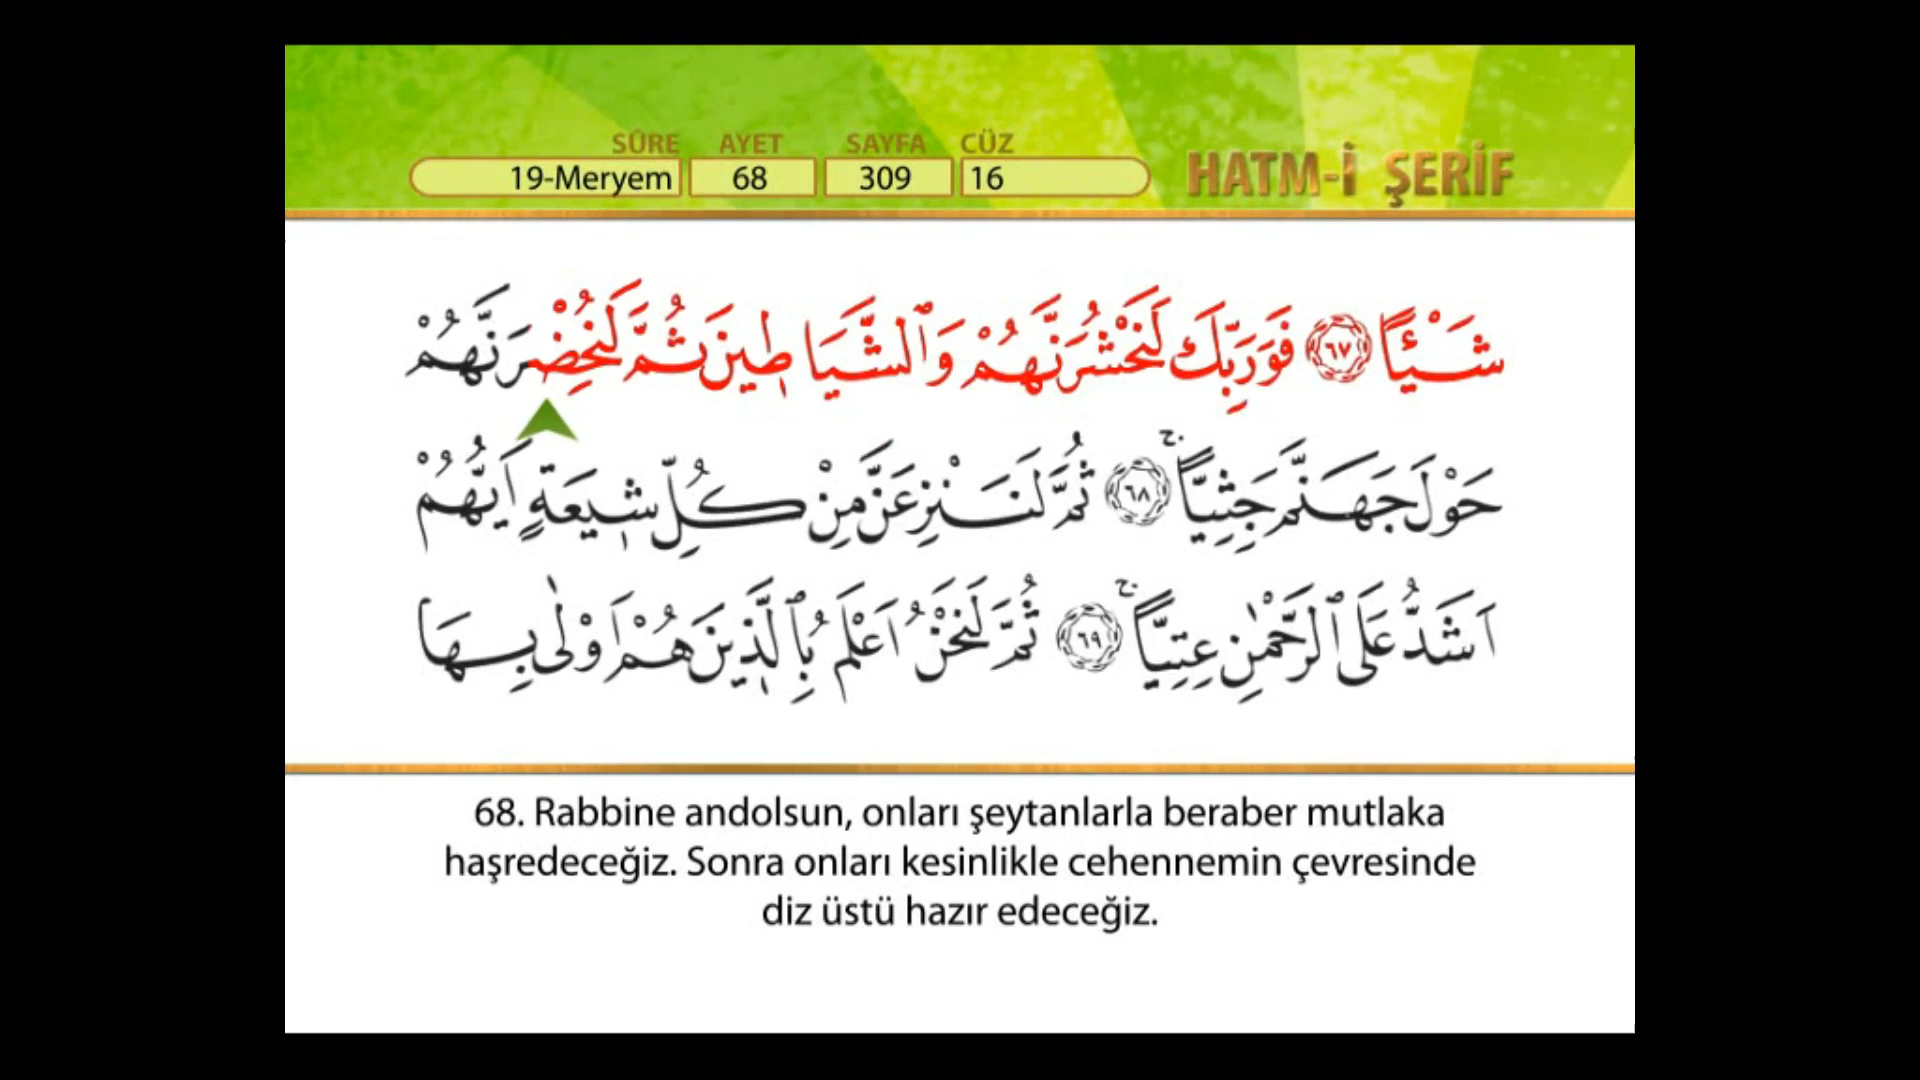 SÛRE AYET SAYFA CÜZ
19-Meryem 68 309 16
HATM-İ ŞERİF
شَيْـًٔا ﴿٦٧﴾ فَوَرَبِّكَ لَنَحْشُرَنَّهُمْ وَالشَّيَاطِينَ ثُمَّ لَنُحْضِرَنَّهُمْ
حَوْلَ جَهَنَّمَ جِثِيًّاۚ ﴿٦٨﴾ ثُمَّ لَنَنْزِعَنَّ مِنْ كُلِّ شِيعَةٍ اَيُّهُمْ
اَشَدُّ عَلَى الرَّحْمٰنِ عِتِيًّاۚ ﴿٦٩﴾ ثُمَّ لَنَحْنُ اَعْلَمُ بِالَّذِينَ هُمْ اَوْلٰى بِهَا
68. Rabbine andolsun, onları şeytanlarla beraber mutlaka
haşredeceğiz. Sonra onları kesinlikle cehennemin çevresinde
diz üstü hazır edeceğiz.